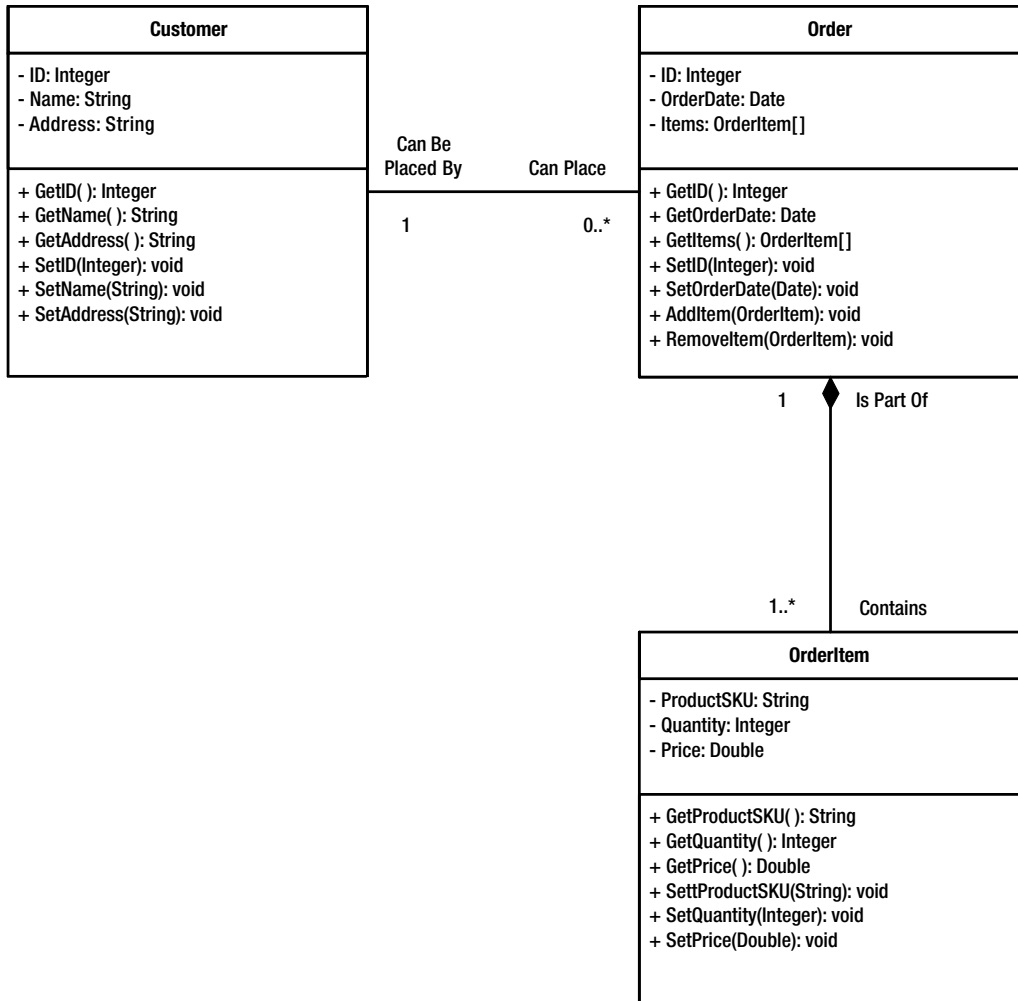 Customer
- ID: Integer
- Name: String
- Address: String
+ GetID( ): Integer
+ GetName( ): String
+ GetAddress( ): String
+ SetID(Integer): void
+ SetName(String): void
+ SetAddress(String): void
Can Be
Placed By
Can Place
1
0..*
Order
- ID: Integer
- OrderDate: Date
- Items: OrderItem[]
+ GetID( ): Integer
+ GetOrderDate: Date
+ GetItems( ): OrderItem[]
+ SetID(Integer): void
+ SetOrderDate(Date): void
+ AddItem(OrderItem): void
+ RemoveItem(OrderItem): void
1
Is Part Of
1..*
Contains
OrderItem
- ProductSKU: String
- Quantity: Integer
- Price: Double
+ GetProductSKU( ): String
+ GetQuantity( ): Integer
+ GetPrice( ): Double
+ SettProductSKU(String): void
+ SetQuantity(Integer): void
+ SetPrice(Double): void